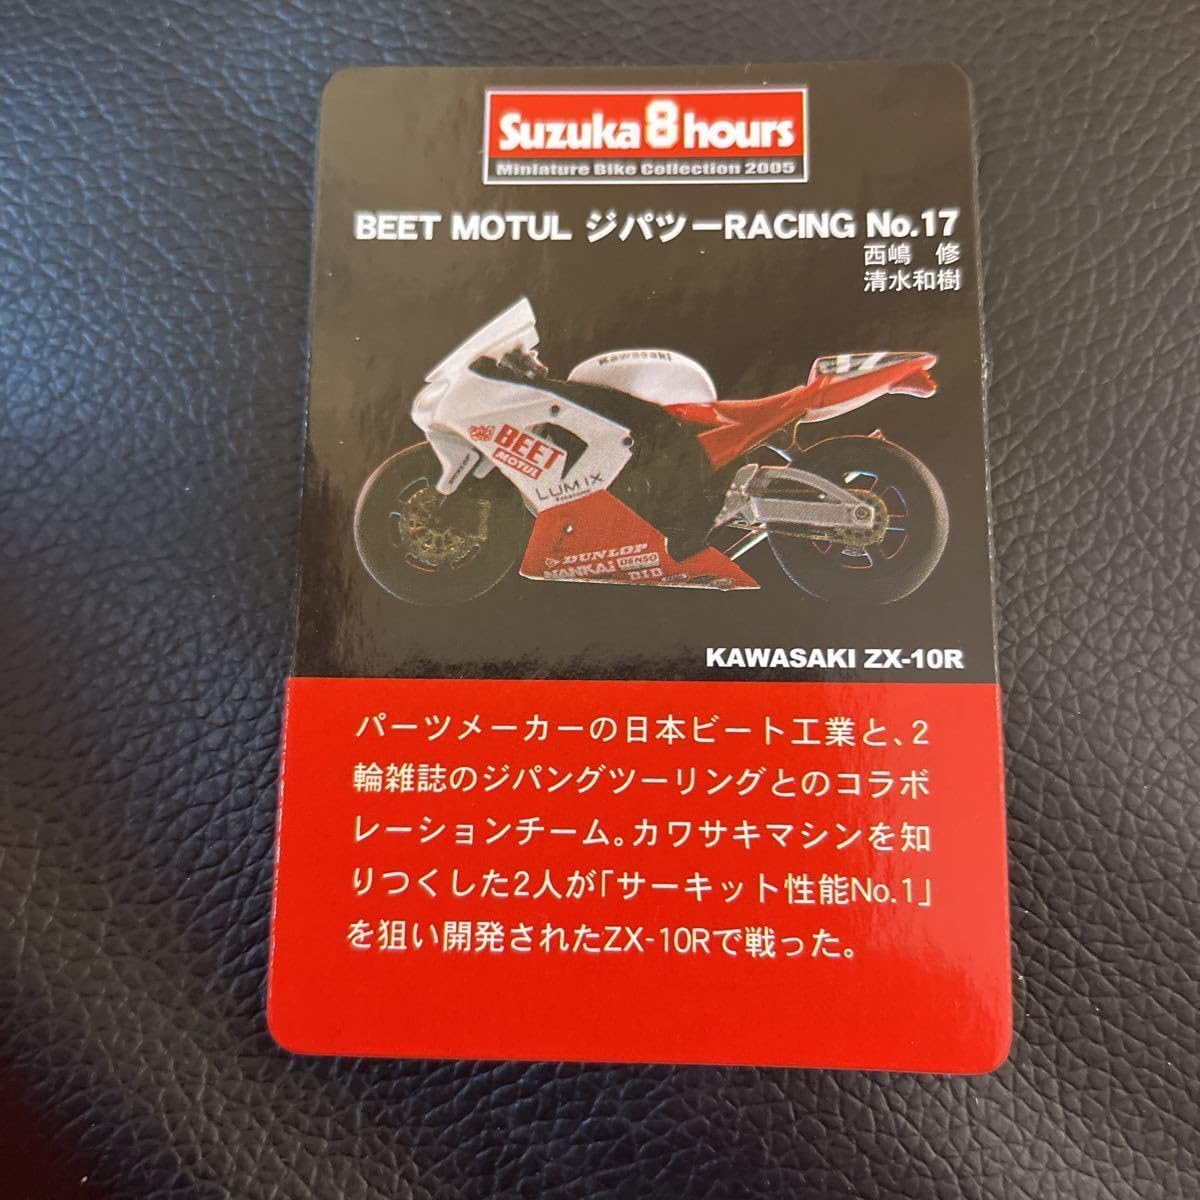 Suzuka 8 hours
Miniature Bike Collection 2005
BEET MOTUL ジパツーRACING No.17
西嶋　修
清水和樹
Kawasaki
17
BEET
MOTUL
LUMIX
DUNLOP
NANKAI DENSO
D.I.D
KAWASAKI ZX-10R
パーツメーカーの日本ビート工業と、2
輪雑誌のジパングツーリングとのコラボ
レーションチーム。カワサキマシンを知
りつくした2人が「サーキット性能No.1」
を狙い開発されたZX-10Rで戦った。